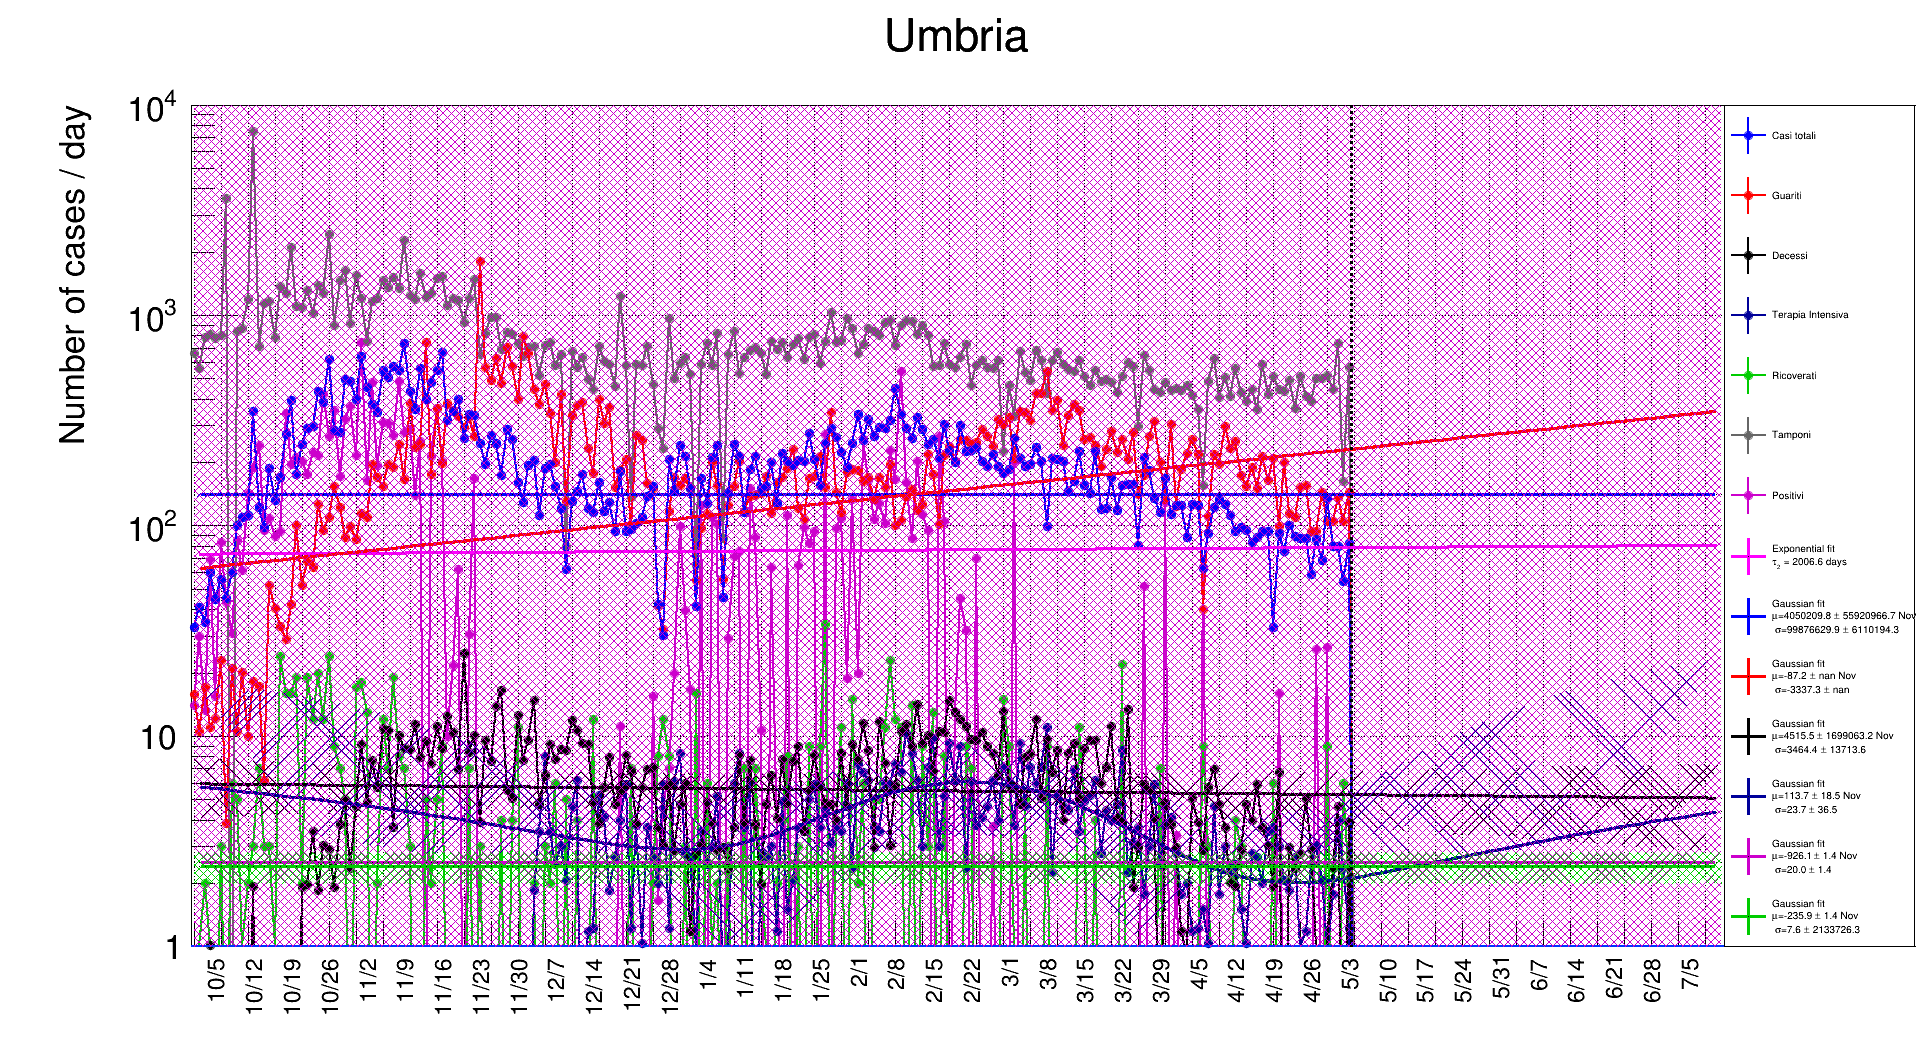 Umbria
Number of cases / day
10^4
10^3
10^2
10
1
10/5
10/12
10/19
10/26
11/2
11/9
11/16
11/23
11/30
12/7
12/14
12/21
12/28
1/4
1/11
1/18
1/25
2/1
2/8
2/15
2/22
3/1
3/8
3/15
3/22
3/29
4/5
4/12
4/19
4/26
5/3
5/10
5/17
5/24
5/31
6/7
6/14
6/21
6/28
7/5
Casi totali
Guariti
Decessi
Terapia Intensiva
Ricoverati
Tamponi
Positivi
Exponential fit
τ₂ = 2006.6 days
Gaussian fit
μ=4050209.8 ± 55920966.7 Nov
σ=99876629.9 ± 6110194.3
Gaussian fit
μ=-87.2 ± nan Nov
σ=-3337.3 ± nan
Gaussian fit
μ=4515.5 ± 1699063.2 Nov
σ=3464.4 ± 13713.6
Gaussian fit
μ=113.7 ± 18.5 Nov
σ=23.7 ± 36.5
Gaussian fit
μ=-926.1 ± 1.4 Nov
σ=20.0 ± 1.4
Gaussian fit
μ=-235.9 ± 1.4 Nov
σ=7.6 ± 2133726.3